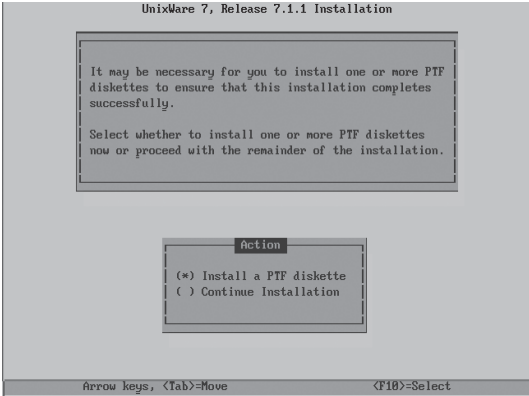 UnixWare 7, Release 7.1.1 Installation
It may be necessary for you to install one or more PTF
diskettes to ensure that this installation completes
successfully.
Select whether to install one or more PTF diskettes
now or proceed with the remainder of the installation.
Action
(*) Install a PTF diskette
( ) Continue Installation
Arrow keys, <Tab>=Move <F10>=Select